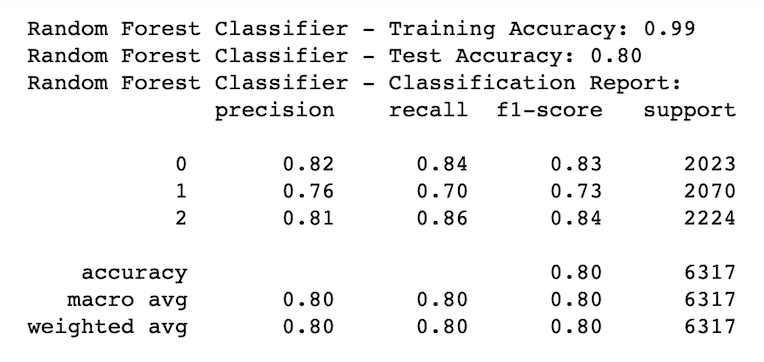 Random Forest Classifier - Training Accuracy: 0.99
Random Forest Classifier - Test Accuracy: 0.80
Random Forest Classifier - Classification Report:
precision recall f1-score support
0 0.82 0.84 0.83 2023
1 0.76 0.70 0.73 2070
2 0.81 0.86 0.84 2224
accuracy 0.80 6317
macro avg 0.80 0.80 0.80 6317
weighted avg 0.80 0.80 0.80 6317